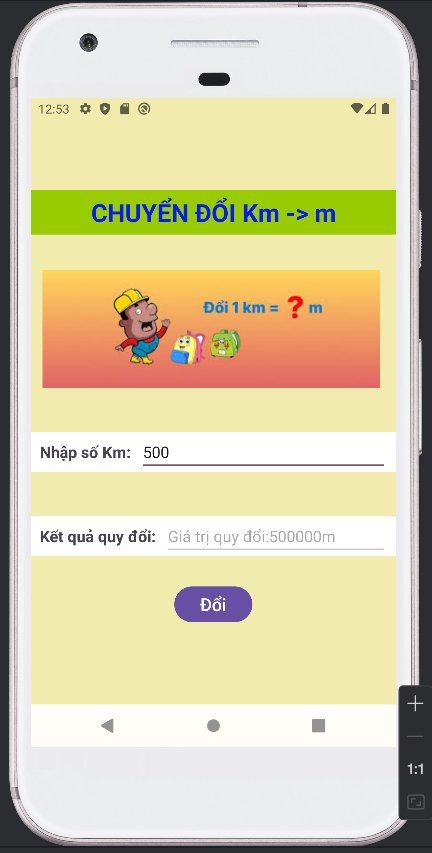 12:53
CHUYỂN ĐỔI Km -> m
Đổi 1 km = ❓ m
Nhập số Km: 500
Kết quả quy đổi: Giá trị quy đổi:500000m
Đổi
1:1